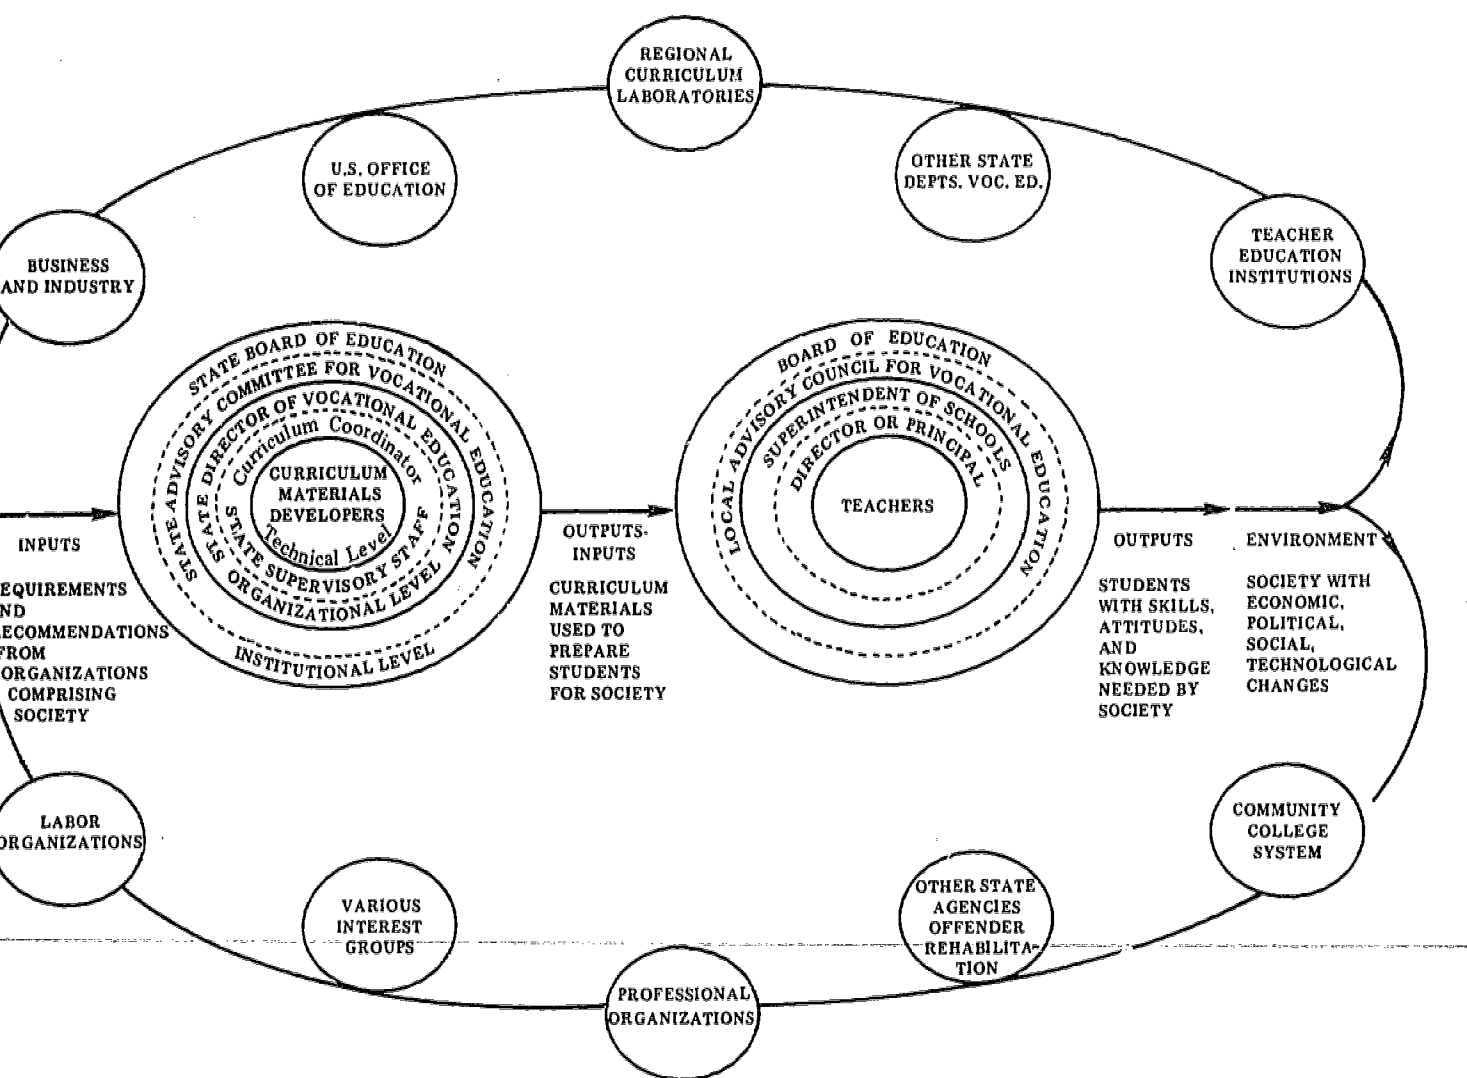 REGIONAL
CURRICULUM
LABORATORIES
U.S. OFFICE
OF EDUCATION
OTHER STATE
DEPTS. VOC. ED.
TEACHER
EDUCATION
INSTITUTIONS
BUSINESS
AND INDUSTRY
STATE BOARD OF EDUCATION
STATE ADVISORY COMMITTEE FOR VOCATIONAL EDUCATION
STATE DIRECTOR OF VOCATIONAL EDUCATION
Curriculum Coordinator
CURRICULUM
MATERIALS
DEVELOPERS
Technical Level
STATE SUPERVISORY STAFF
ORGANIZATIONAL LEVEL
INSTITUTIONAL LEVEL
BOARD OF EDUCATION
LOCAL ADVISORY COUNCIL FOR VOCATIONAL EDUCATION
SUPERINTENDENT OF SCHOOLS
DIRECTOR OR PRINCIPAL
TEACHERS
INPUTS
EQUIREMENTS
ND
ECOMMENDATIONS
FROM
ORGANIZATIONS
COMPRISING
SOCIETY
OUTPUTS-
INPUTS
CURRICULUM
MATERIALS
USED TO
PREPARE
STUDENTS
FOR SOCIETY
OUTPUTS
STUDENTS
WITH SKILLS,
ATTITUDES,
AND
KNOWLEDGE
NEEDED BY
SOCIETY
ENVIRONMENT
SOCIETY WITH
ECONOMIC,
POLITICAL,
SOCIAL,
TECHNOLOGICAL
CHANGES
LABOR
ORGANIZATIONS
VARIOUS
INTEREST
GROUPS
PROFESSIONAL
ORGANIZATIONS
OTHER STATE
AGENCIES
OFFENDER
REHABILITA-
TION
COMMUNITY
COLLEGE
SYSTEM